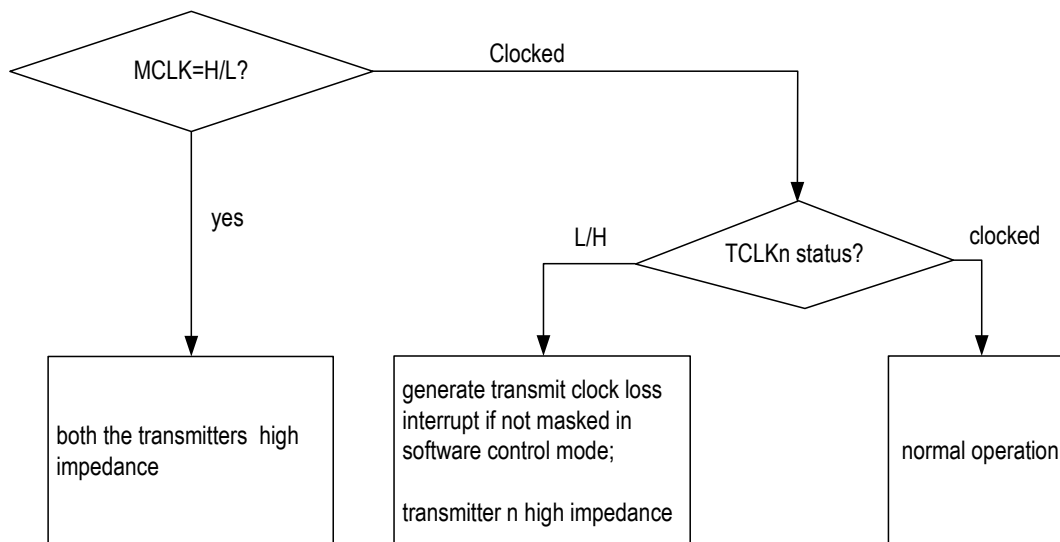 MCLK=H/L?
Clocked
yes
L/H
TCLKn status?
clocked
both the transmitters high
impedance
generate transmit clock loss
interrupt if not masked in
software control mode;
transmitter n high impedance
normal operation